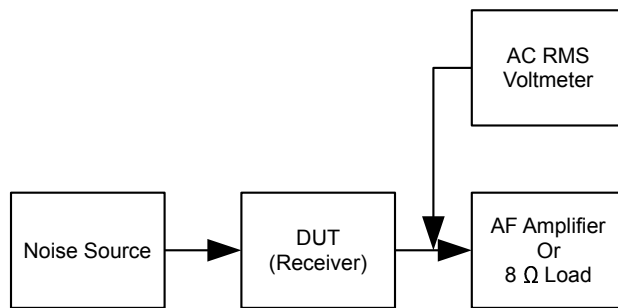 AC RMS
Voltmeter
Noise Source
DUT
(Receiver)
AF Amplifier
Or
8 Ω Load